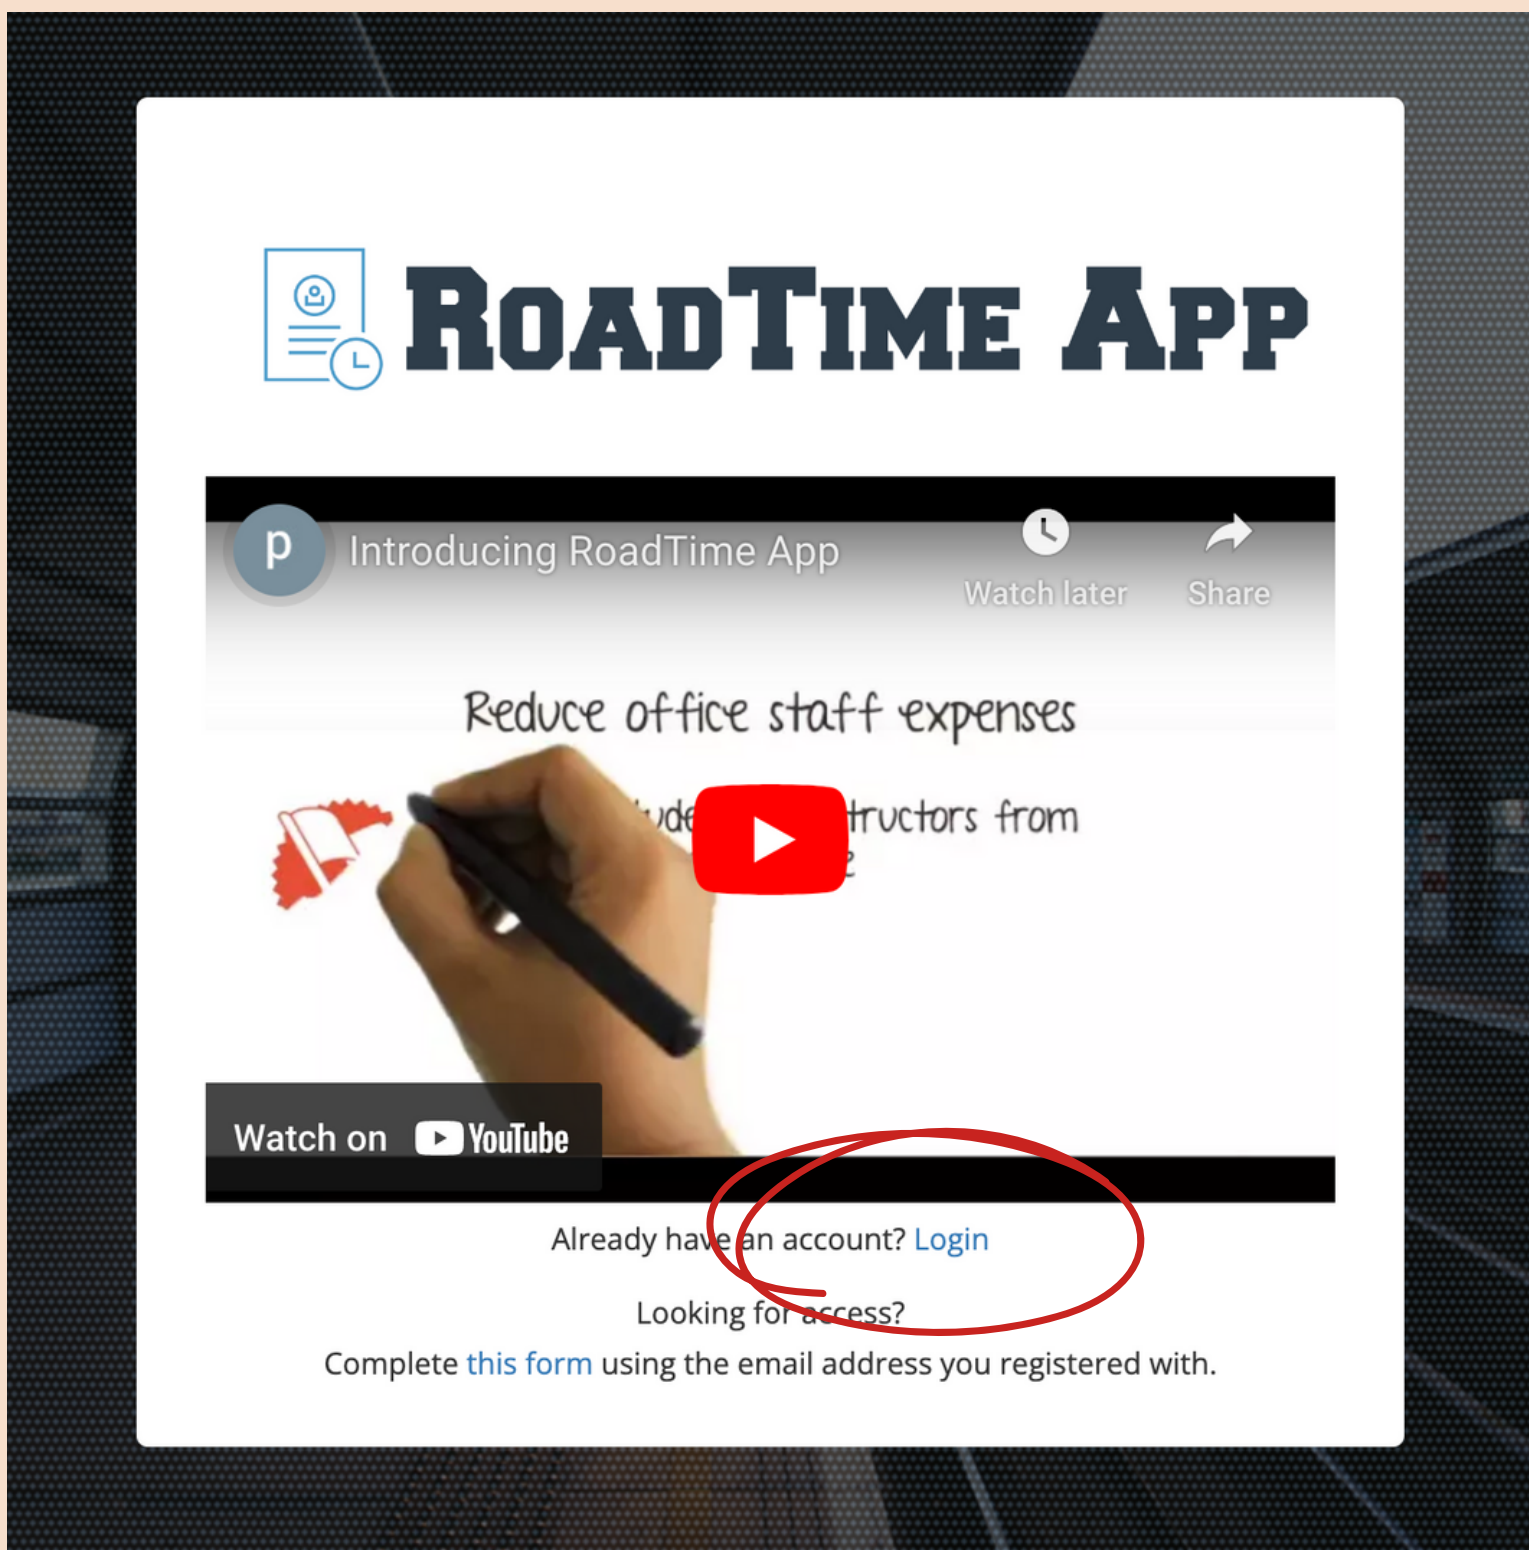 RoadTime App
p
Introducing RoadTime App
Watch later
Share
Reduce office staff expenses
from
Watch on YouTube
Already have an account? Login
Looking for access?
Complete this form using the email address you registered with.